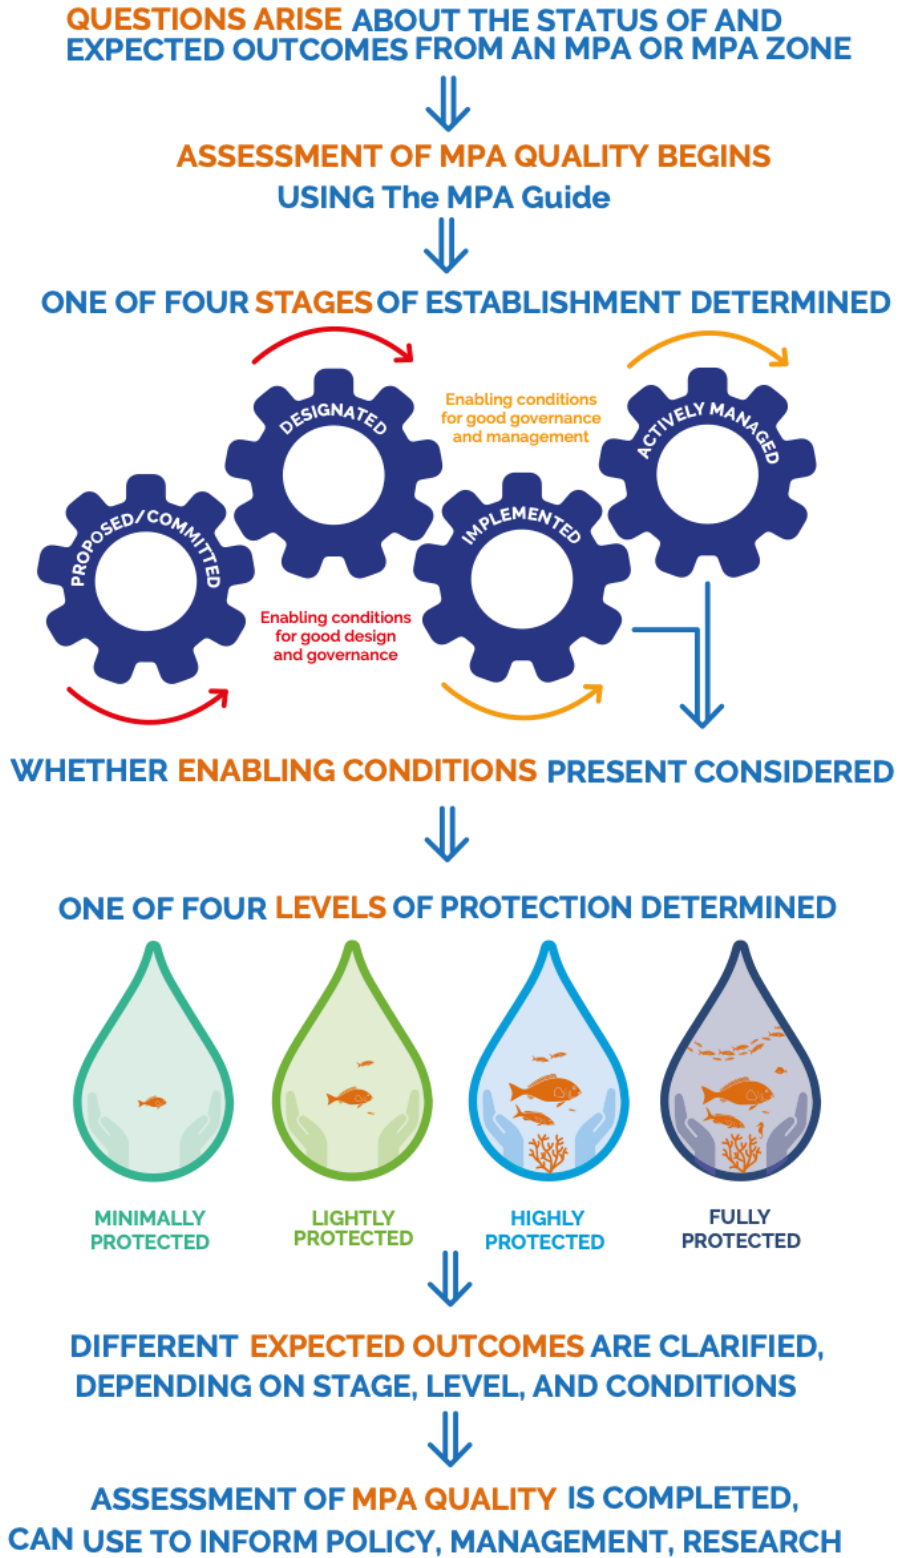 QUESTIONS ARISE ABOUT THE STATUS OF AND
EXPECTED OUTCOMES FROM AN MPA OR MPA ZONE
ASSESSMENT OF MPA QUALITY BEGINS
USING The MPA Guide
ONE OF FOUR STAGES OF ESTABLISHMENT DETERMINED
PROPOSED/COMMITTED
DESIGNATED
Enabling conditions
for good design
and governance
IMPLEMENTED
Enabling conditions
for good governance
and management
ACTIVELY MANAGED
WHETHER ENABLING CONDITIONS PRESENT CONSIDERED
ONE OF FOUR LEVELS OF PROTECTION DETERMINED
MINIMALLY
PROTECTED
LIGHTLY
PROTECTED
HIGHLY
PROTECTED
FULLY
PROTECTED
DIFFERENT EXPECTED OUTCOMES ARE CLARIFIED,
DEPENDING ON STAGE, LEVEL, AND CONDITIONS
ASSESSMENT OF MPA QUALITY IS COMPLETED,
CAN USE TO INFORM POLICY, MANAGEMENT, RESEARCH